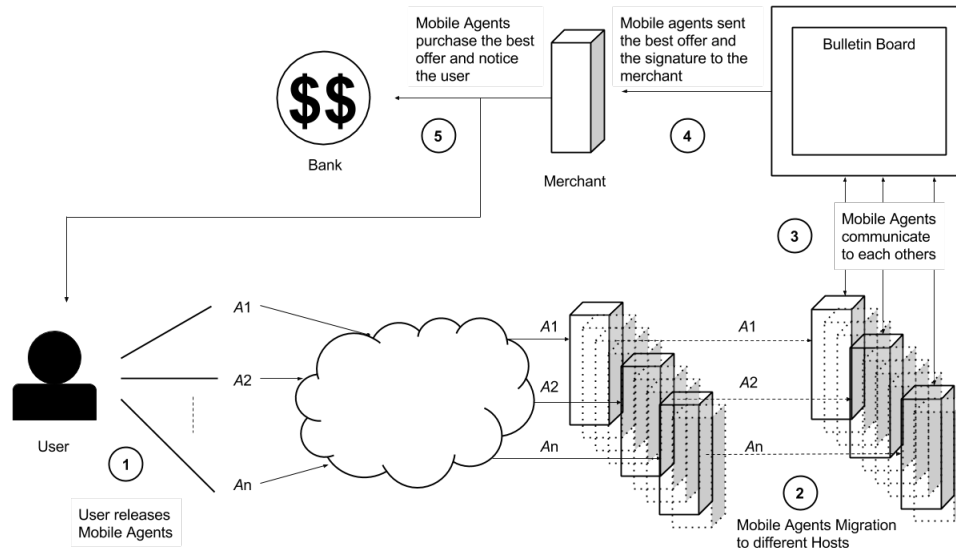 Mobile Agents
purchase the best
offer and notice
the user
Mobile agents sent
the best offer and
the signature to the
merchant
Bulletin Board
$$
5
4
Bank
Merchant
3
Mobile Agents
communicate
to each others
A1
A1
A1
A2
A2
A2
User
1
An
An
An
2
User releases
Mobile Agents
Mobile Agents Migration
to different Hosts